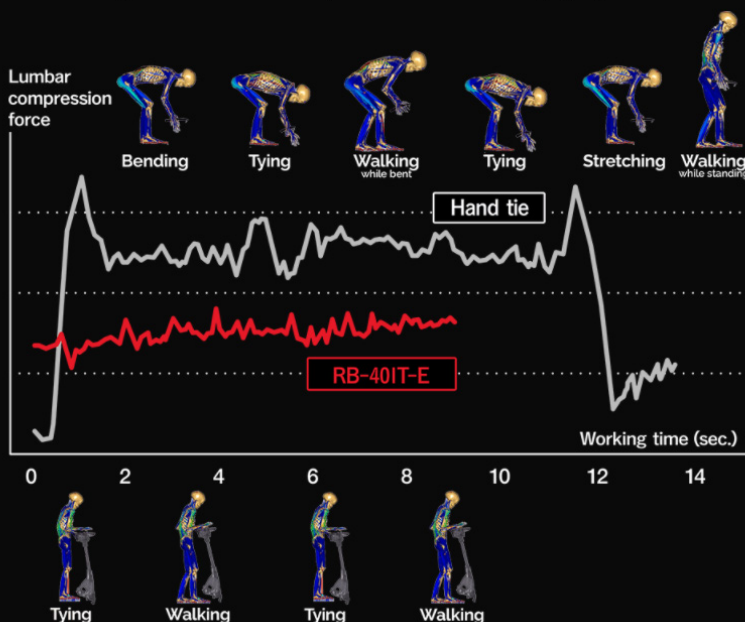 Lumbar
compression
force
Bending
Tying
Walking
while bent
Tying
Stretching
Walking
while standing
Hand tie
RB-401T-E
Working time (sec.)
0 2 4 6 8 10 12 14
Tying
Walking
Tying
Walking